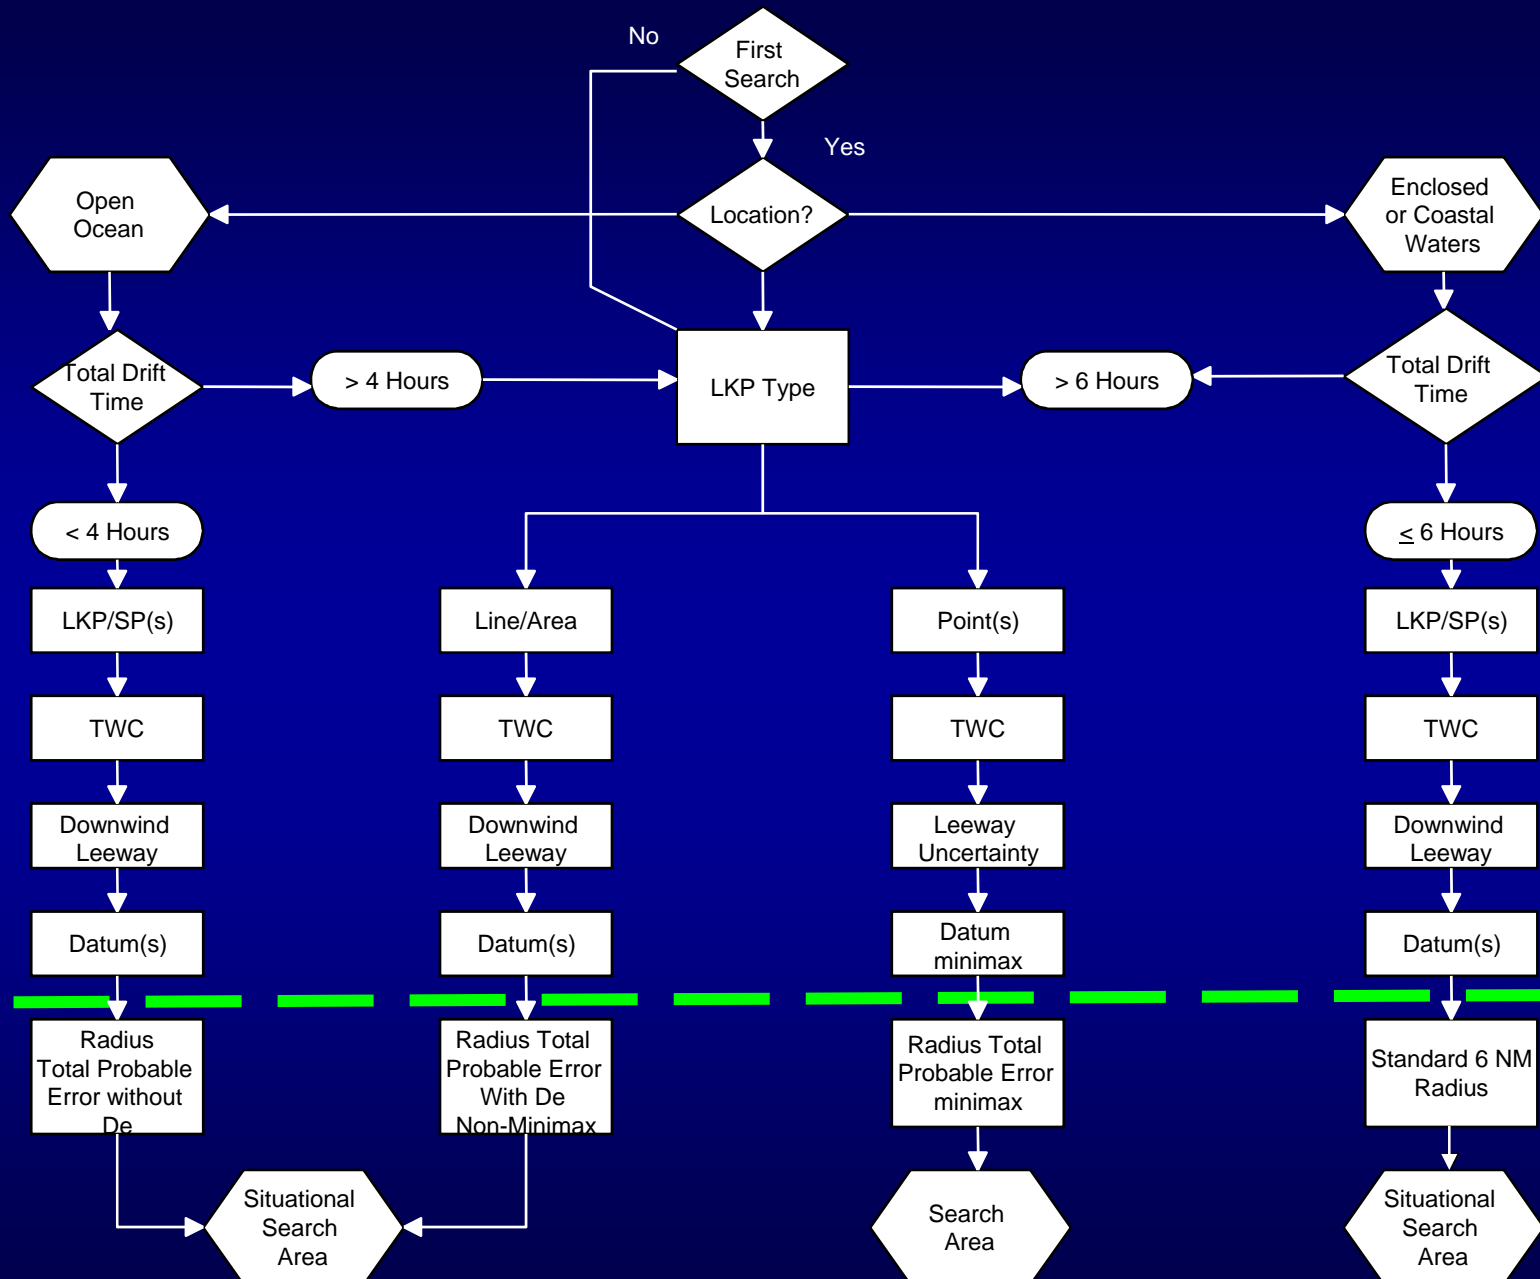 No
First
Search
Yes
Open
Ocean
Location?
Enclosed
or Coastal
Waters
Total Drift
Time
> 4 Hours
LKP Type
> 6 Hours
Total Drift
Time
< 4 Hours
≤ 6 Hours
LKP/SP(s)
Line/Area
Point(s)
LKP/SP(s)
TWC
TWC
TWC
TWC
Downwind
Leeway
Downwind
Leeway
Leeway
Uncertainty
Downwind
Leeway
Datum(s)
Datum(s)
Datum
minimax
Datum(s)
Radius
Total Probable
Error without
De
Radius Total
Probable Error
With De
Non-Minimax
Radius Total
Probable Error
minimax
Standard 6 NM
Radius
Situational
Search
Area
Search
Area
Situational
Search
Area